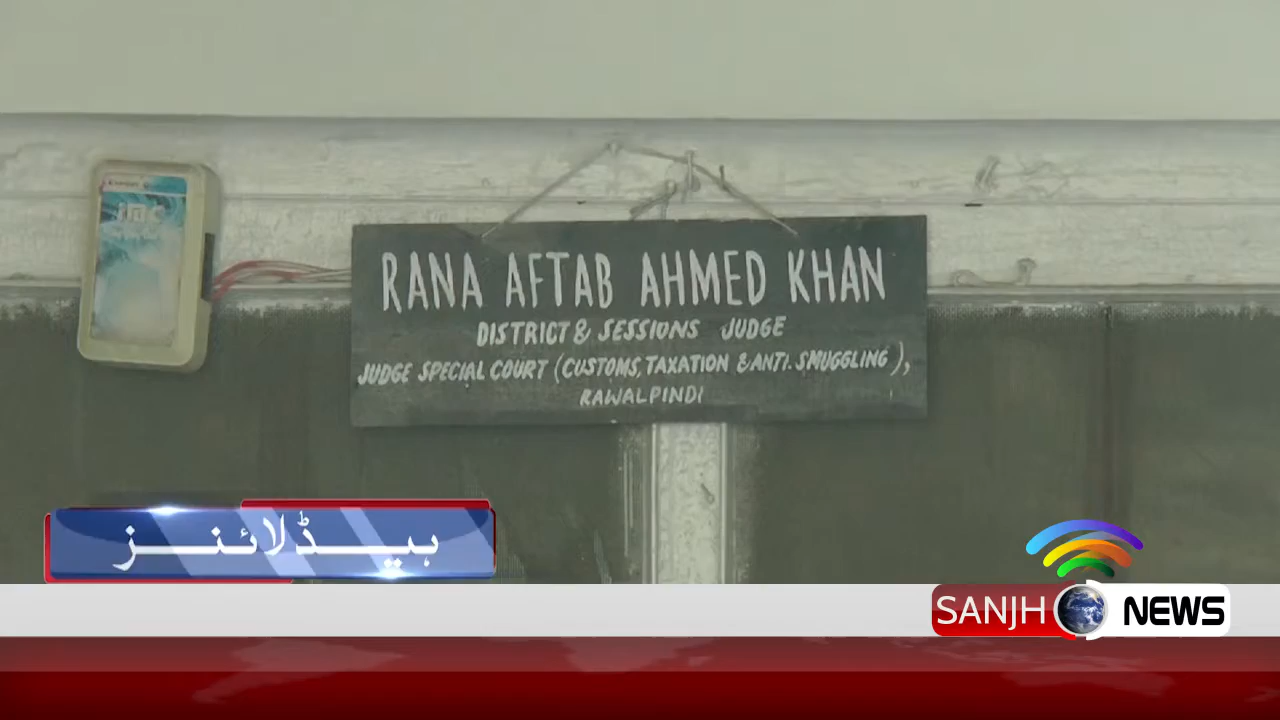 RANA AFTAB AHMED KHAN
DISTRICT & SESSIONS JUDGE
JUDGE SPECIAL COURT (CUSTOMS, TAXATION & ANTI. SMUGGLING),
RAWALPINDI
ہیڈلائنز
SANJH NEWS